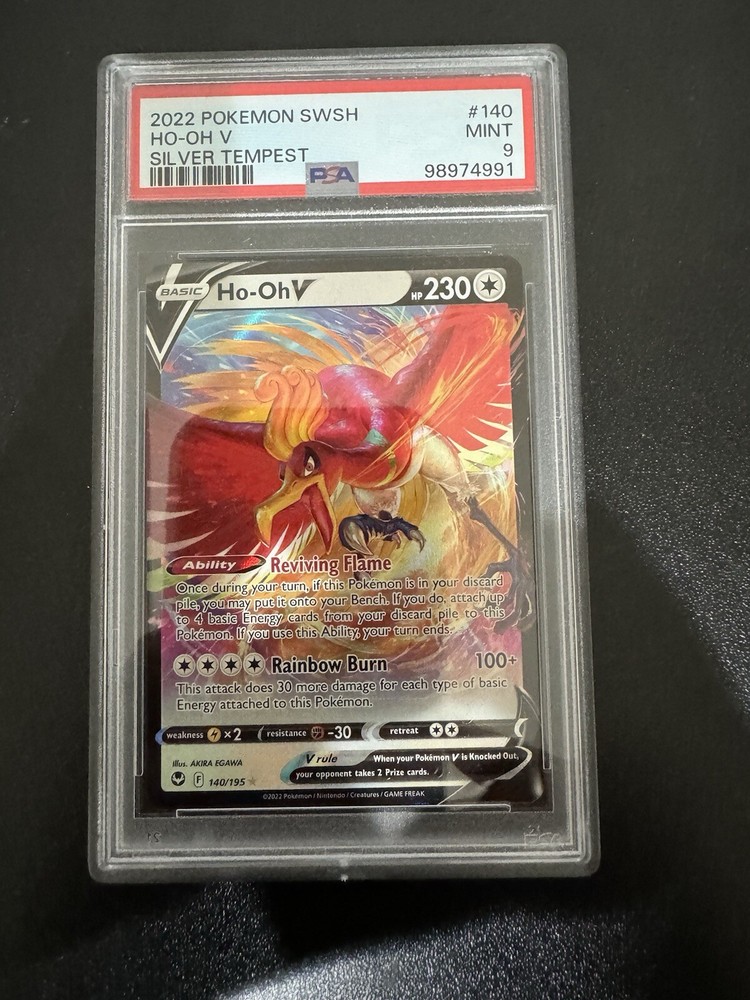 2022 POKEMON SWSH #140
HO-OH V MINT
SILVER TEMPEST 9
PSA 98974991
BASIC Ho-Oh V HP 230
Ability Reviving Flame
Once during your turn, if this Pokémon is in your discard
pile, you may put it onto your Bench. If you do, attach up
to 4 basic Energy cards from your discard pile to this
Pokémon. If you use this Ability, your turn ends.
Rainbow Burn 100+
This attack does 30 more damage for each type of basic
Energy attached to this Pokémon.
weakness ×2 resistance -30 retreat
Illus. AKIRA EGAWA
V rule When your Pokémon V is Knocked Out,
your opponent takes 2 Prize cards.
F 140/195 ★
©2022 Pokémon / Nintendo / Creatures / GAME FREAK